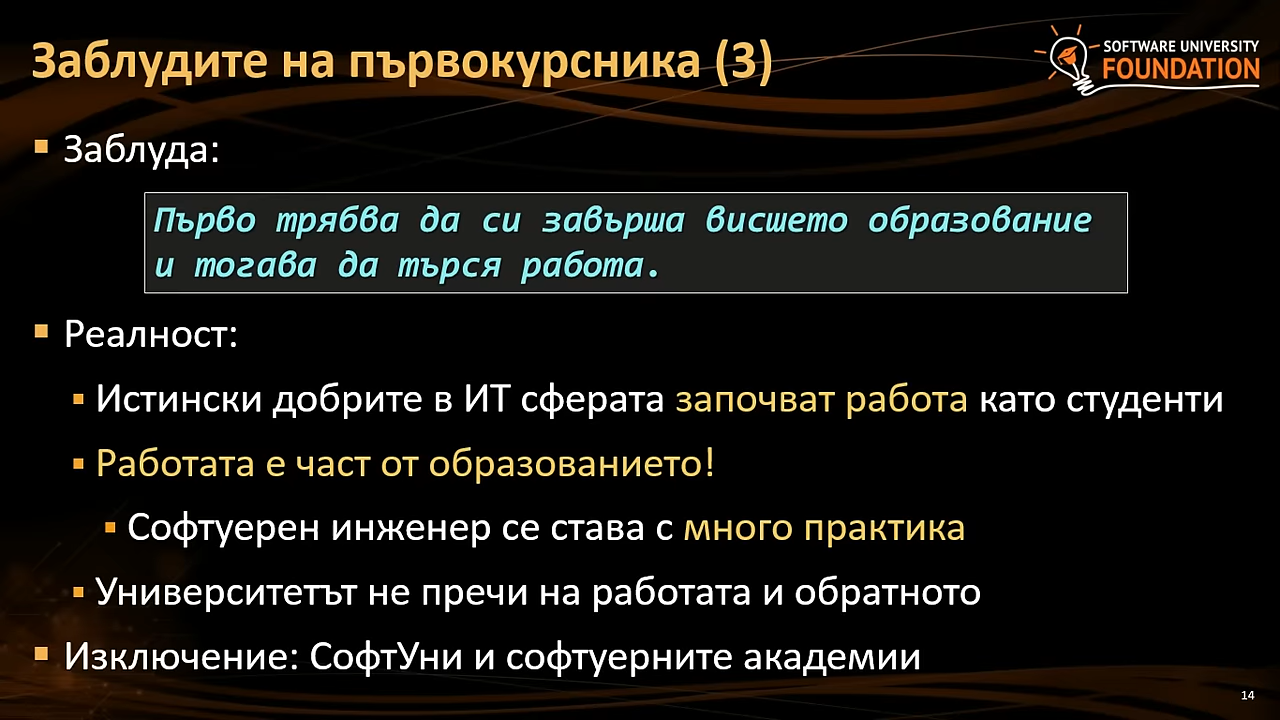 Заблудите на първокурсника (3)
SOFTWARE UNIVERSITY
FOUNDATION
Заблуда:
Първо трябва да си завърша висшето образование
и тогава да търся работа.
Реалност:
Истински добрите в ИТ сферата започват работа като студенти
Работата е част от образованието!
Софтуерен инженер се става с много практика
Университетът не пречи на работата и обратното
Изключение: СофтУни и софтуерните академии
14